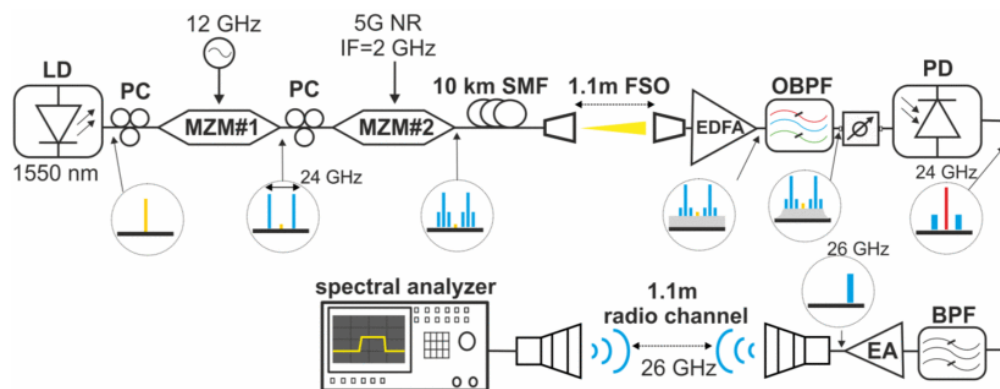 12 GHz
5G NR
IF=2 GHz
LD
PC
PC
10 km SMF
1.1m FSO
OBPF
PD
MZM#1
MZM#2
EDFA
1550 nm
24 GHz
24 GHz
26 GHz
spectral analyzer
1.1m
radio channel
26 GHz
EA
BPF